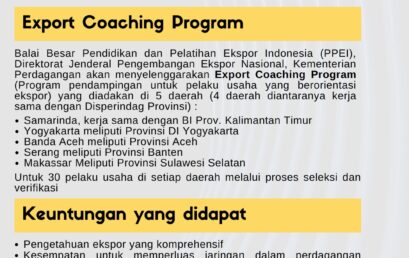 Export Coaching Program
Balai Besar Pendidikan dan Pelatihan Ekspor Indonesia (PPEI),
Direktorat Jenderal Pengembangan Ekspor Nasional, Kementerian
Perdagangan akan menyelenggarakan Export Coaching Program
(Program pendampingan untuk pelaku usaha yang berorientasi
ekspor) yang diadakan di 5 daerah (4 daerah diantaranya kerja
sama dengan Disperindag Provinsi) :
• Samarinda, kerja sama dengan BI Prov. Kalimantan Timur
• Yogyakarta meliputi Provinsi DI Yogyakarta
• Banda Aceh meliputi Provinsi Aceh
• Serang meliputi Provinsi Banten
• Makassar Meliputi Provinsi Sulawesi Selatan
Untuk 30 pelaku usaha di setiap daerah melalui proses seleksi dan
verifikasi
Keuntungan yang didapat
• Pengetahuan ekspor yang komprehensif
• Kesempatan untuk memperluas jaringan dalam perdagangan